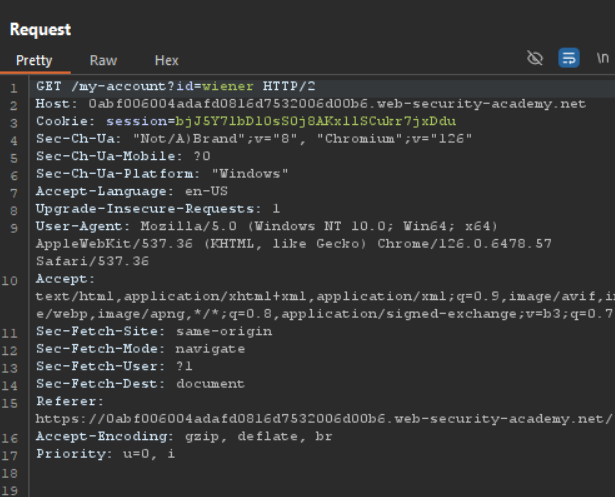 Request
Pretty Raw Hex \n
1 GET /my-account?id=wiener HTTP/2
2 Host: 0abf006004adafd0816d7532006d00b6.web-security-academy.net
3 Cookie: session=bjJ5Y7lbDl0sS0j8AKxllSCukr7jxDdu
4 Sec-Ch-Ua: "Not/A)Brand";v="8", "Chromium";v="126"
5 Sec-Ch-Ua-Mobile: ?0
6 Sec-Ch-Ua-Platform: "Windows"
7 Accept-Language: en-US
8 Upgrade-Insecure-Requests: 1
9 User-Agent: Mozilla/5.0 (Windows NT 10.0; Win64; x64)
AppleWebKit/537.36 (KHTML, like Gecko) Chrome/126.0.6478.57
Safari/537.36
10 Accept:
text/html,application/xhtml+xml,application/xml;q=0.9,image/avif,i
e/webp,image/apng,*/*;q=0.8,application/signed-exchange;v=b3;q=0.7
11 Sec-Fetch-Site: same-origin
12 Sec-Fetch-Mode: navigate
13 Sec-Fetch-User: ?1
14 Sec-Fetch-Dest: document
15 Referer:
https://0abf006004adafd0816d7532006d00b6.web-security-academy.net/
16 Accept-Encoding: gzip, deflate, br
17 Priority: u=0, i
18
19